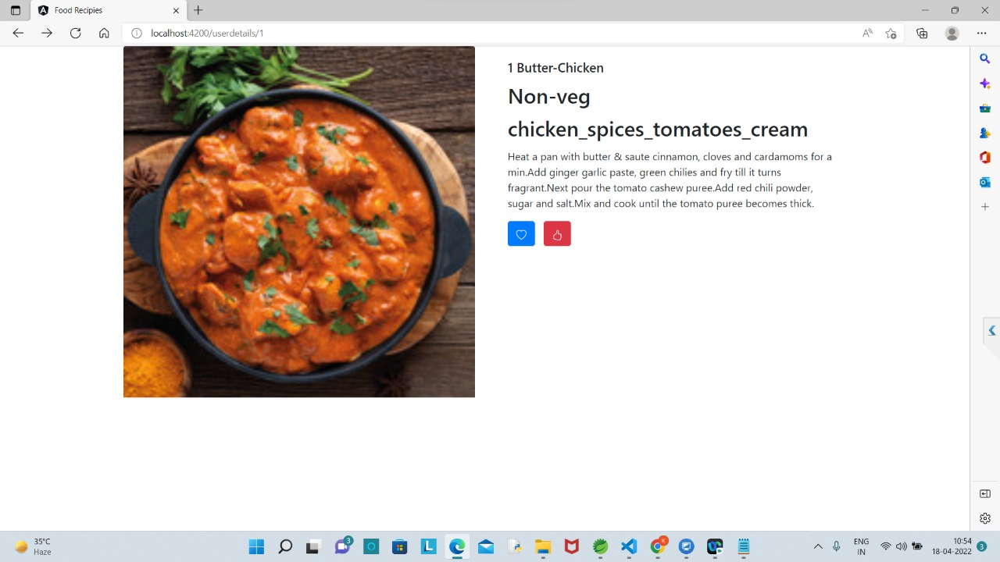 Food Recipies
localhost:4200/userdetails/1
1 Butter-Chicken
Non-veg
chicken_spices_tomatoes_cream
Heat a pan with butter & saute cinnamon, cloves and cardamoms for a
min.Add ginger garlic paste, green chilies and fry till it turns
fragrant.Next pour the tomato cashew puree.Add red chili powder,
sugar and salt.Mix and cook until the tomato puree becomes thick.
35°C
Haze
3
L
K
ENG
IN
10:54
18-04-2022
3